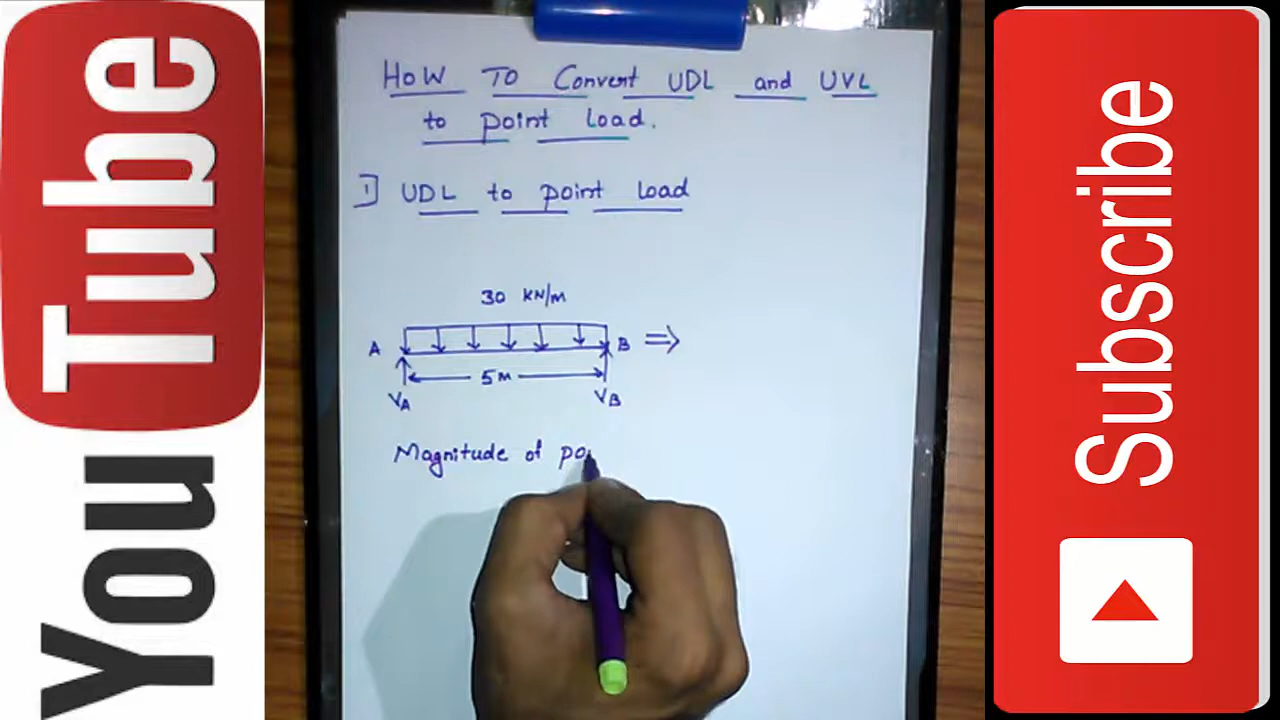 YouTube
HOW TO Convert UDL and UVL
to point load.
1] UDL to point load
30 KN/m
A
B ⇒
5m
VA
VB
Magnitude of po
Subscribe